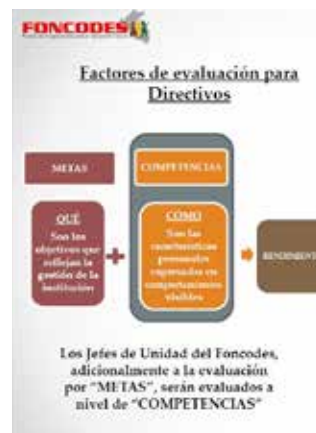 FONCODES
Factores de evaluación para
Directivos
METAS
COMPETENCIAS
QUÉ
Son los
objetivos que
reflejan la
gestión de la
institución
CÓMO
Son las
características
personales
expresadas en
comportamientos
visibles
RENDIMIENTO
Los Jefes de Unidad del Foncodes,
adicionalmente a la evaluación
por “METAS”, serán evaluados a
nivel de “COMPETENCIAS”